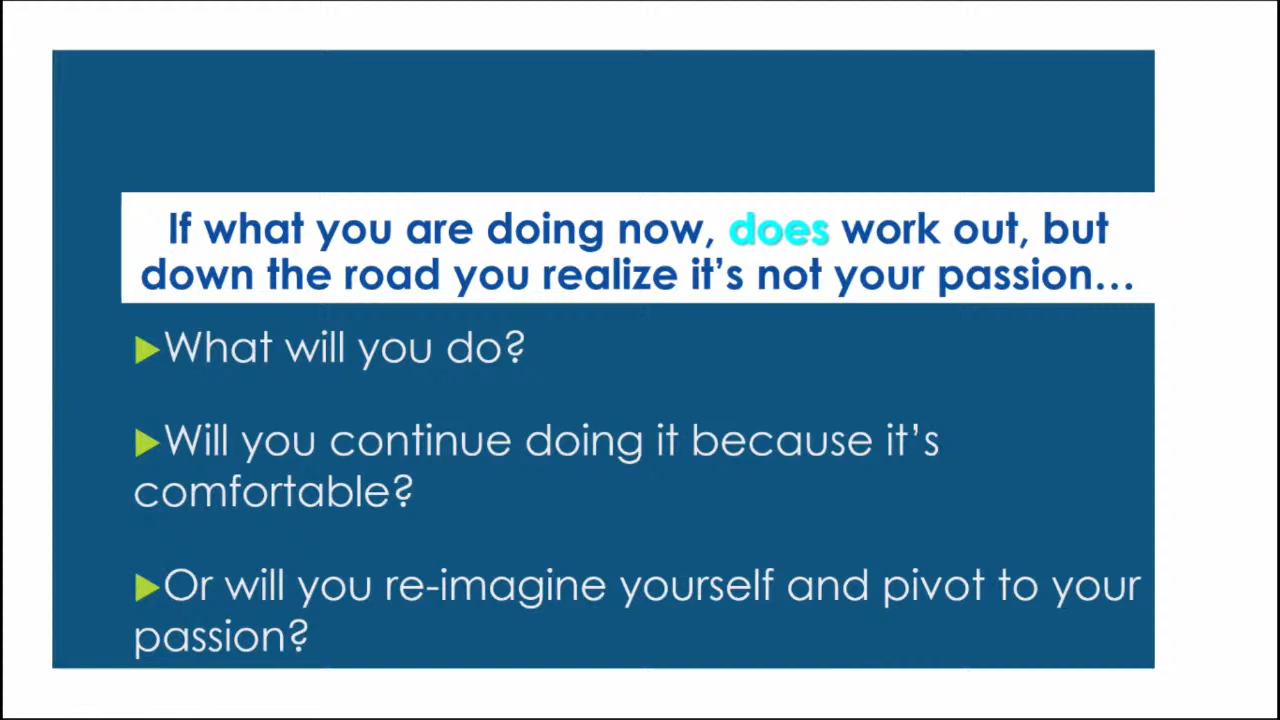 If what you are doing now, does work out, but
down the road you realize it’s not your passion…
▶What will you do?
▶Will you continue doing it because it’s
comfortable?
▶Or will you re-imagine yourself and pivot to your
passion?